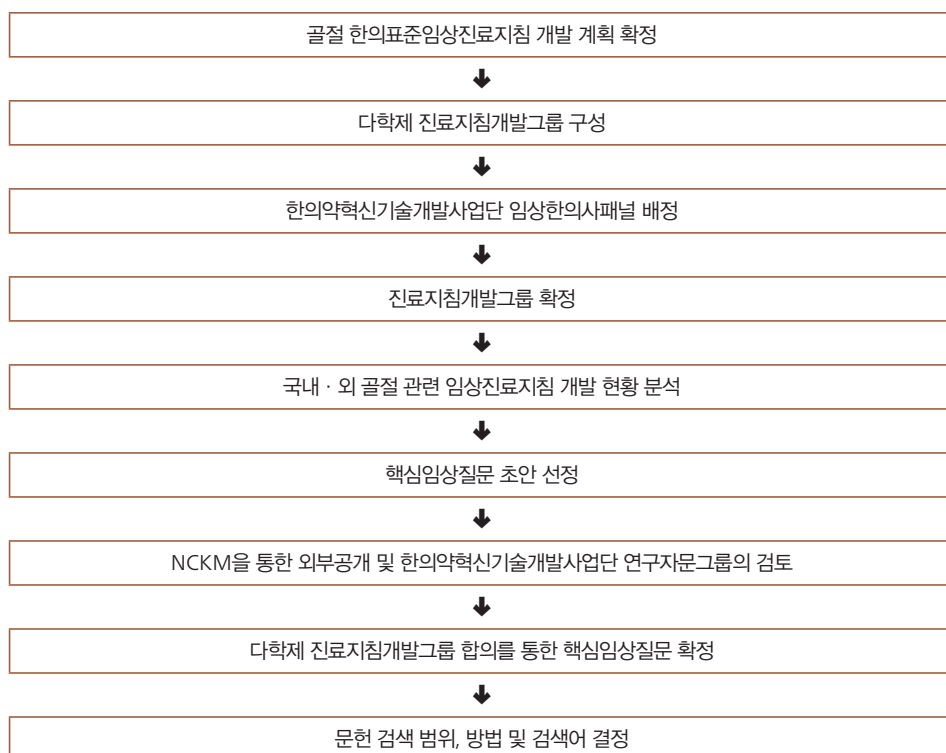 골절 한의표준임상진료지침 개발 계획 확정
다학제 진료지침개발그룹 구성
한의약혁신기술개발사업단 임상한의사패널 배정
진료지침개발그룹 확정
국내 · 외 골절 관련 임상진료지침 개발 현황 분석
핵심임상질문 초안 선정
NCKM을 통한 외부공개 및 한의약혁신기술개발사업단 연구자문그룹의 검토
다학제 진료지침개발그룹 합의를 통한 핵심임상질문 확정
문헌 검색 범위, 방법 및 검색어 결정